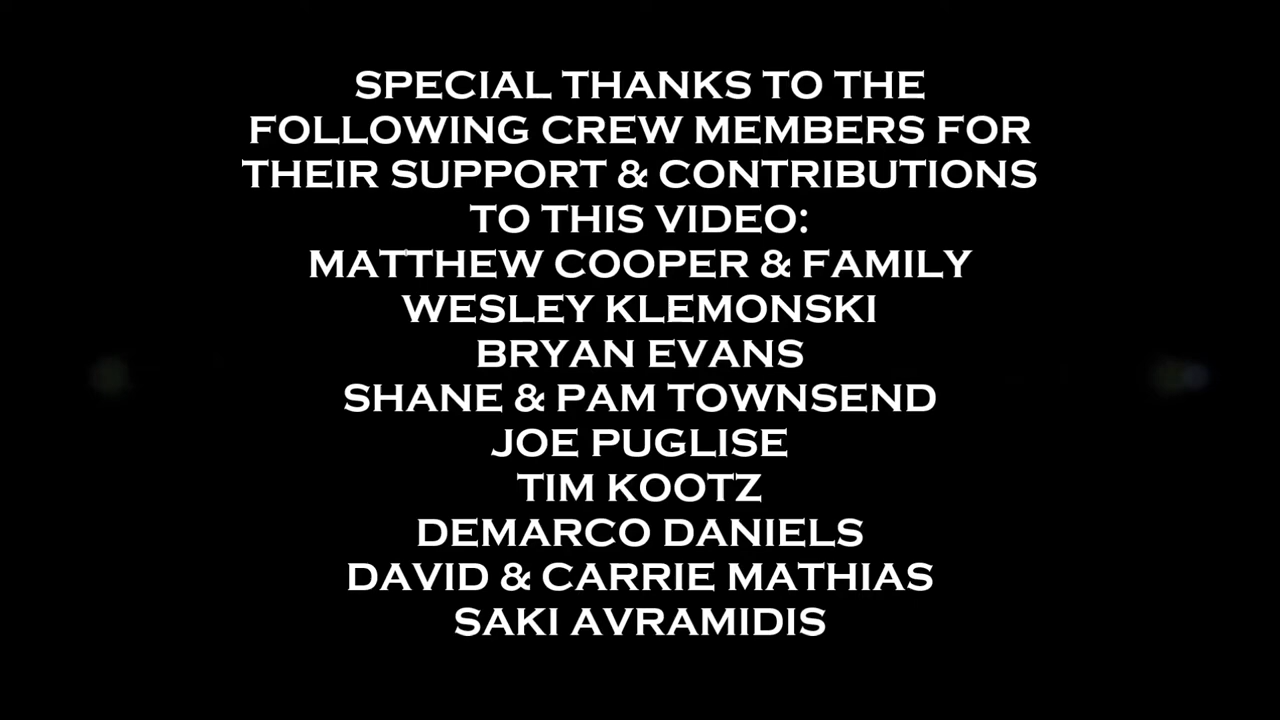 SPECIAL THANKS TO THE
FOLLOWING CREW MEMBERS FOR
THEIR SUPPORT & CONTRIBUTIONS
TO THIS VIDEO:
MATTHEW COOPER & FAMILY
WESLEY KLEMONSKI
BRYAN EVANS
SHANE & PAM TOWNSEND
JOE PUGLISE
TIM KOOTZ
DEMARCO DANIELS
DAVID & CARRIE MATHIAS
SAKI AVRAMIDIS